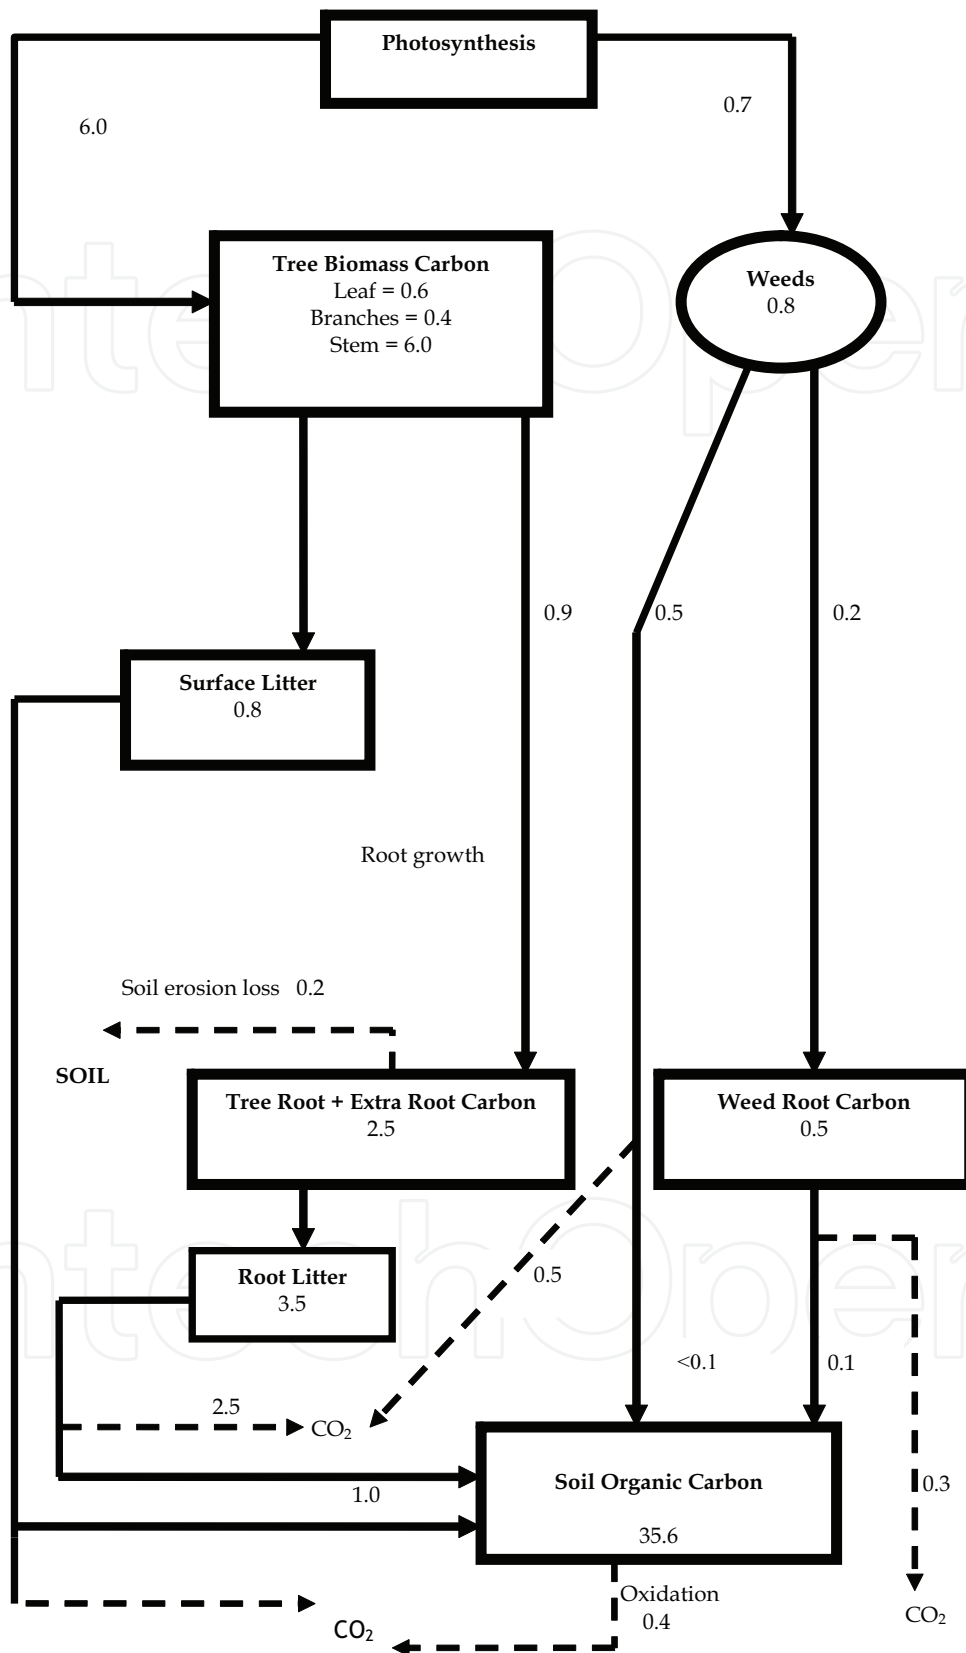 Photosynthesis
6.0
0.7
Tree Biomass Carbon
Leaf = 0.6
Branches = 0.4
Stem = 6.0
Weeds
0.8
0.9
0.5
0.2
Surface Litter
0.8
Root growth
Soil erosion loss 0.2
SOIL
Tree Root + Extra Root Carbon
2.5
Weed Root Carbon
0.5
Root Litter
3.5
0.5
<0.1
0.1
2.5
CO₂
1.0
Soil Organic Carbon
35.6
0.3
Oxidation
0.4
CO₂
CO₂
IntechOpen
IntechOpen